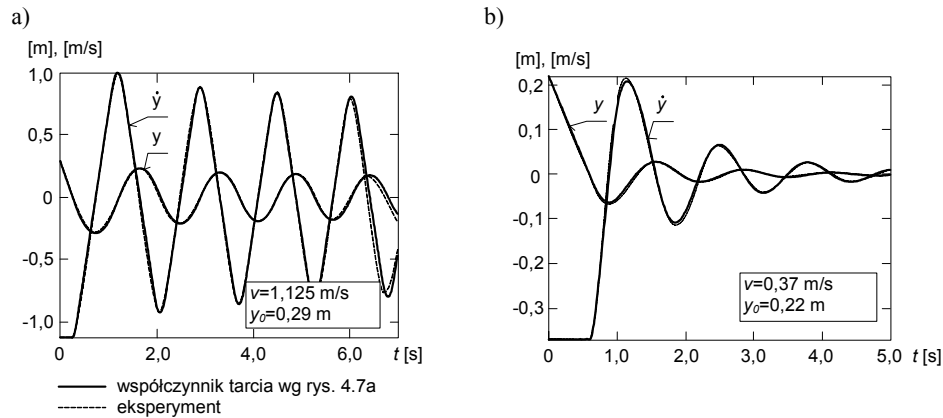 a)
[m], [m/s]
1,0
0,5
0
-0,5
-1,0
ẏ
y
v=1,125 m/s
y₀=0,29 m
0 2,0 4,0 6,0 t [s]
współczynnik tarcia wg rys. 4.7a
eksperyment
b)
[m], [m/s]
0,2
0,1
0
-0,1
-0,2
-0,3
y
ẏ
v=0,37 m/s
y₀=0,22 m
0 1,0 2,0 3,0 4,0 5,0 t [s]